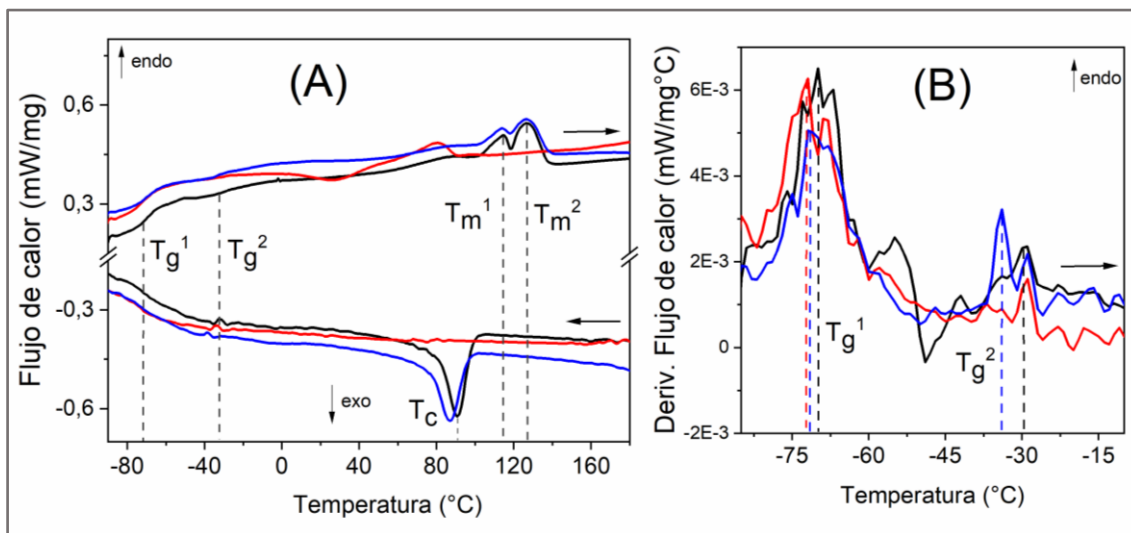 (A)
endo
Flujo de calor (mW/mg)
0,6
0,3
-0,3
-0,6
Tg1
Tg2
Tm1
Tm2
Tc
exo
-80
-40
0
40
80
120
160
Temperatura (°C)
(B)
endo
Deriv. Flujo de calor (mW/mg°C)
6E-3
4E-3
2E-3
0
-2E-3
Tg1
Tg2
-75
-60
-45
-30
-15
Temperatura (°C)